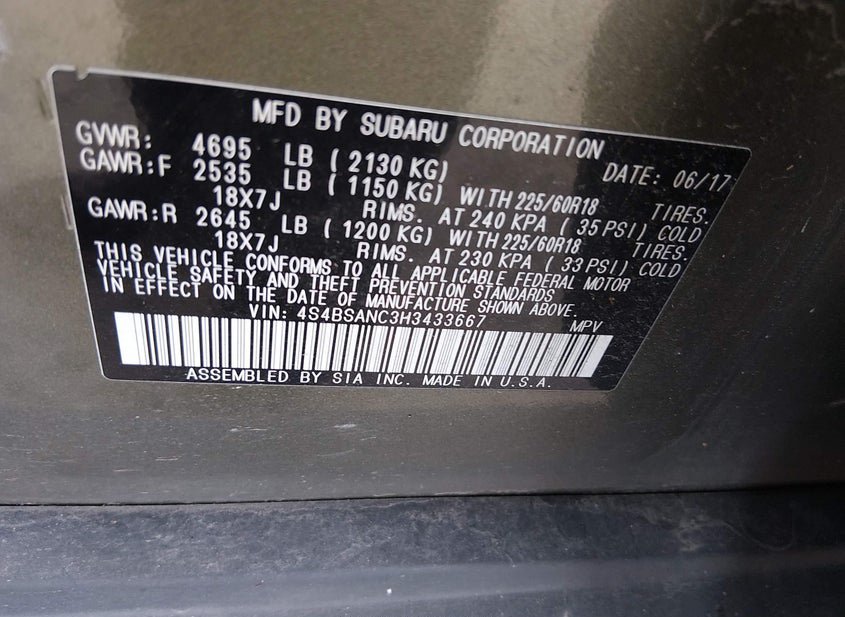 MFD BY SUBARU CORPORATION
GVWR: 4695 LB ( 2130 KG) DATE: 06/17
GAWR:F 2535 LB ( 1150 KG) WITH 225/60R18 TIRES.
18X7J RIMS. AT 240 KPA ( 35 PSI) COLD
GAWR:R 2645 LB ( 1200 KG) WITH 225/60R18 TIRES.
18X7J RIMS. AT 230 KPA ( 33 PSI) COLD
THIS VEHICLE CONFORMS TO ALL APPLICABLE FEDERAL MOTOR
VEHICLE SAFETY AND THEFT PREVENTION STANDARDS
IN EFFECT ON THE DATE OF MANUFACTURE SHOWN ABOVE.
VIN: 4S4BSANC3H3433667 MPV
ASSEMBLED BY SIA INC. MADE IN U.S.A.